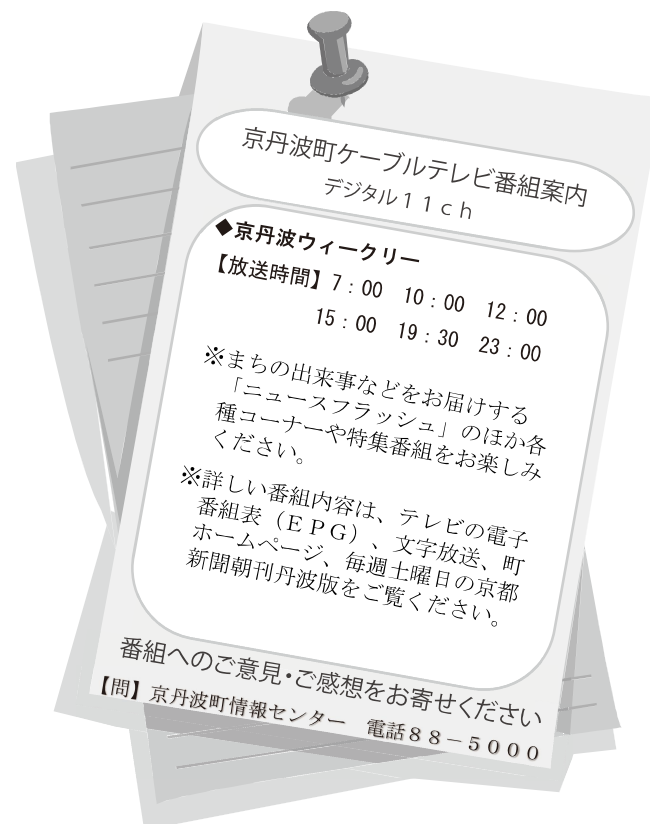 京丹波町ケーブルテレビ番組案内
デジタル１１ｃｈ
◆京丹波ウィークリー
【放送時間】7：00　10：00　12：00
15：00　19：30　23：00
※まちの出来事などをお届けする
「ニュースフラッシュ」のほか各
種コーナーや特集番組をお楽しみ
ください。
※詳しい番組内容は、テレビの電子
番組表（ＥＰＧ）、文字放送、町
ホームページ、毎週土曜日の京都
新聞朝刊丹波版をご覧ください。
番組へのご意見・ご感想をお寄せください
【問】京丹波町情報センター　電話８８－５０００